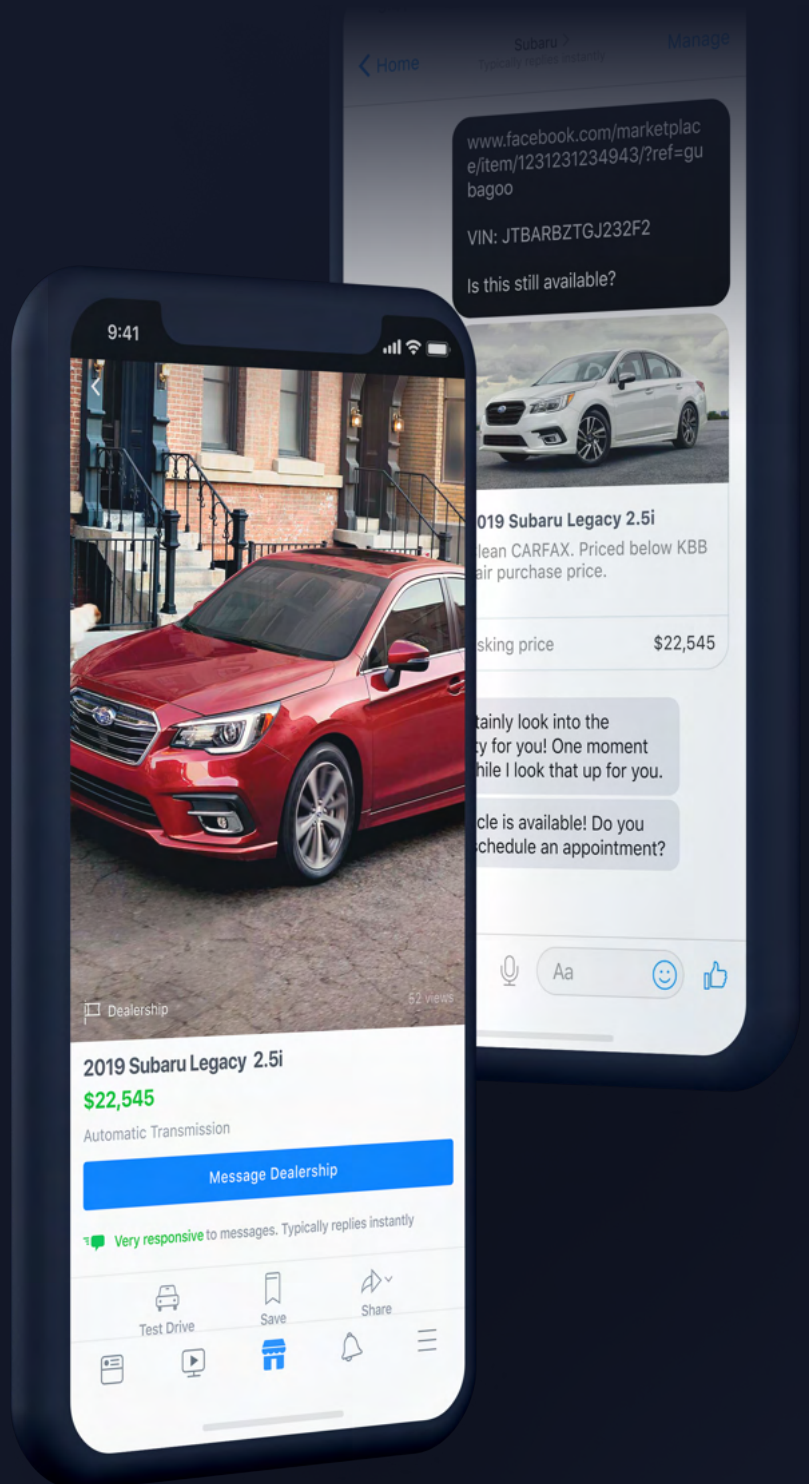 Subaru
Home
Typically replies instantly
Manage
www.facebook.com/marketplac
e/item/1231231234943/?ref=gu
bagoo
VIN: JTBARBZTGJ232F2
Is this still available?
019 Subaru Legacy 2.5i
lean CARFAX. Priced below KBB
air purchase price.
sking price
$22,545
tainly look into the
ty for you! One moment
hile I look that up for you.
cle is available! Do you
schedule an appointment?
Aa
9:41
Dealership
52 views
2019 Subaru Legacy 2.5i
$22,545
Automatic Transmission
Message Dealership
Very responsive to messages. Typically replies instantly
Test Drive
Save
Share